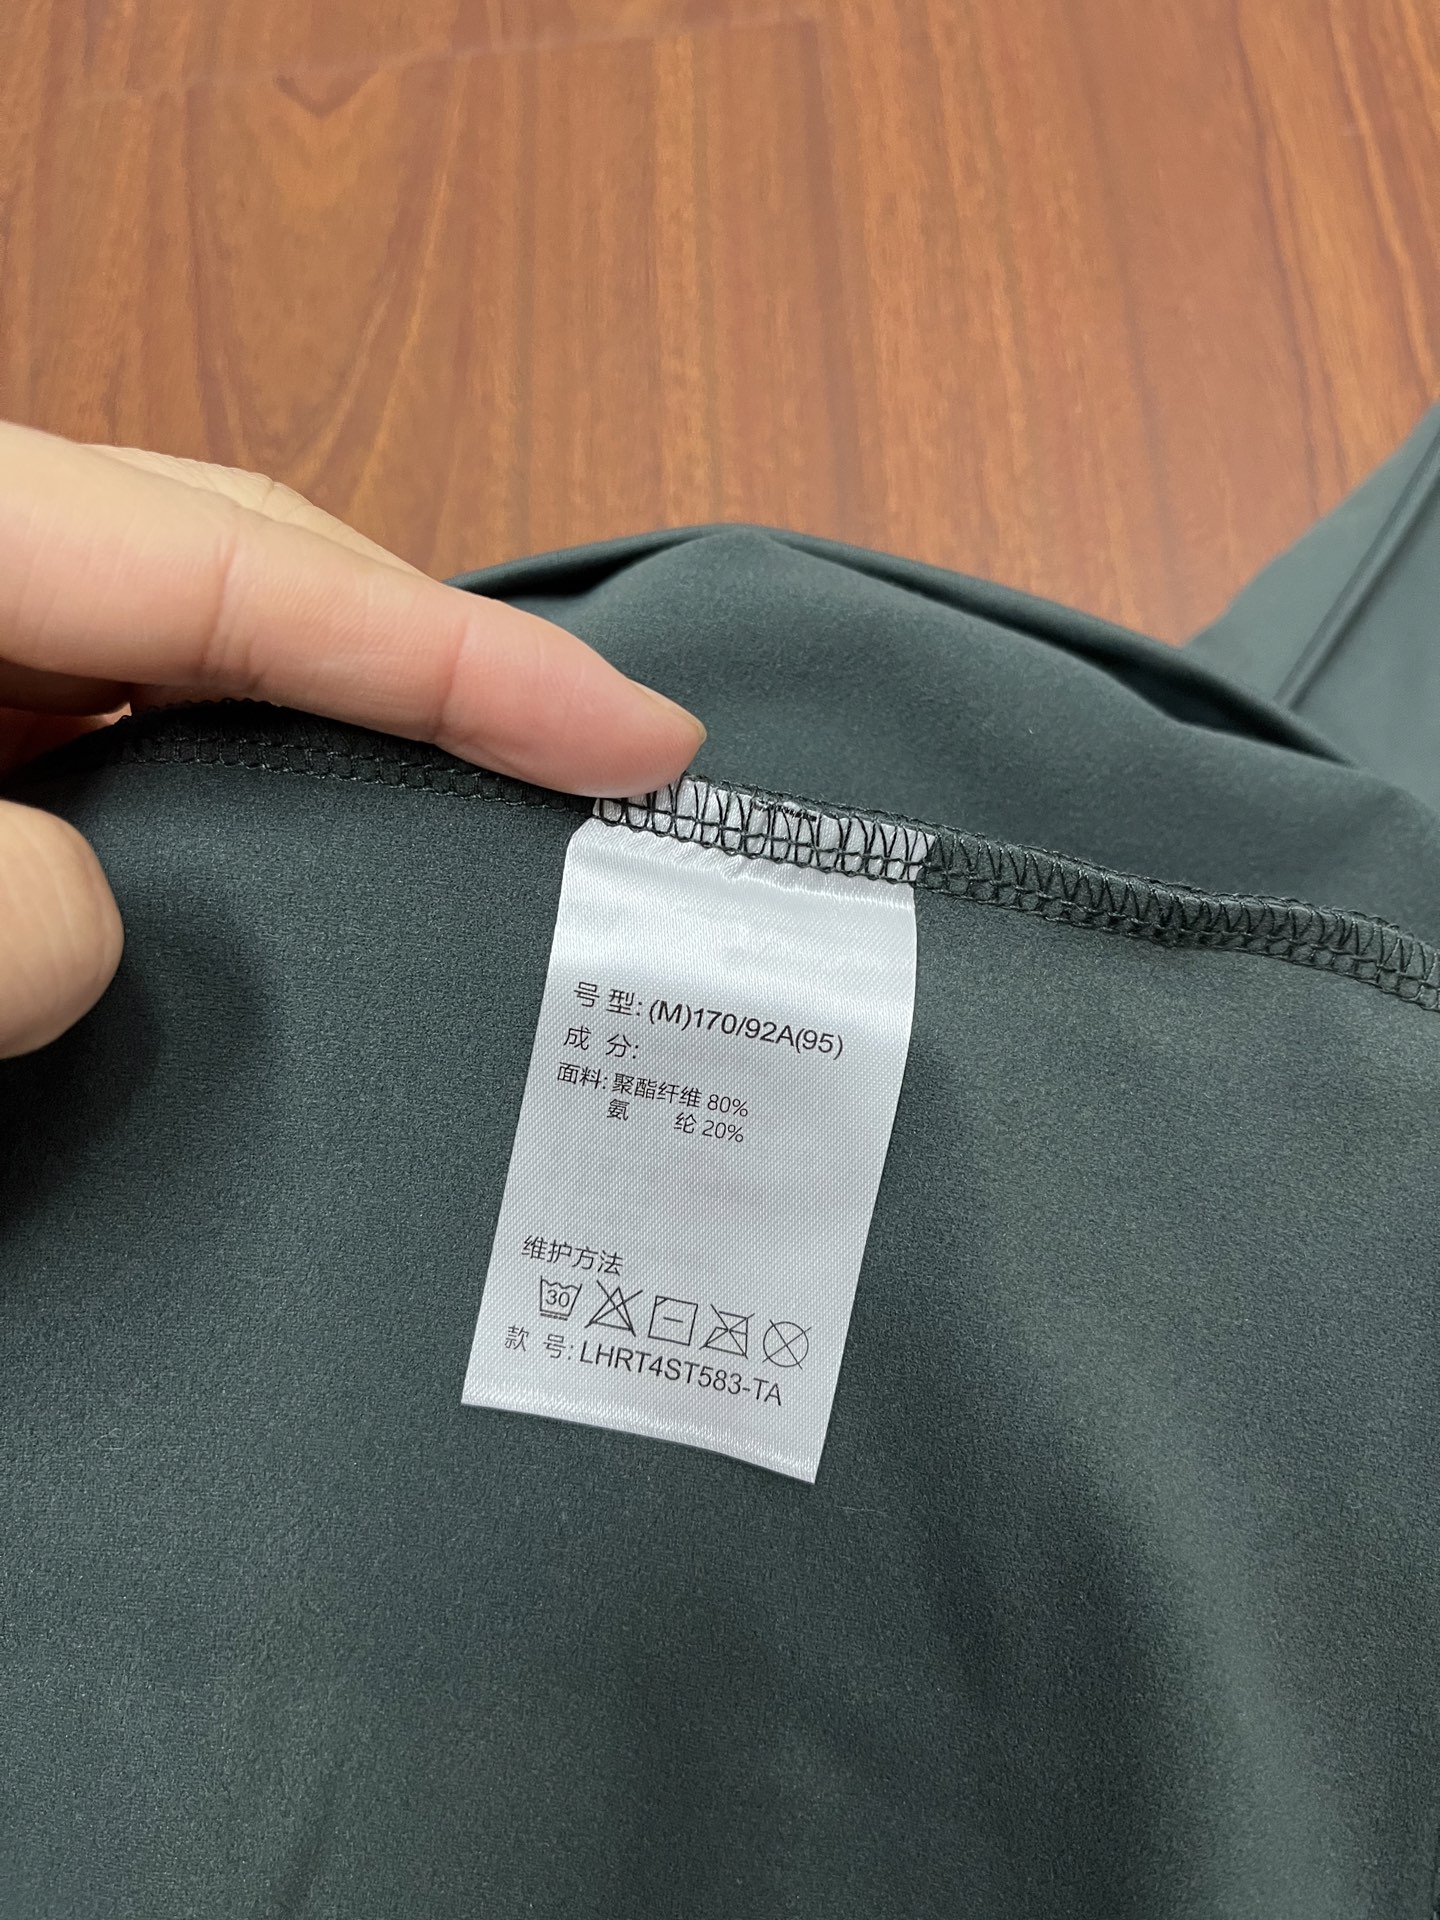 号 型: (M)170/92A(95)
成 分:
面料: 聚酯纤维 80%
氨 纶 20%
维护方法
30
款 号: LHRT4ST583-TA